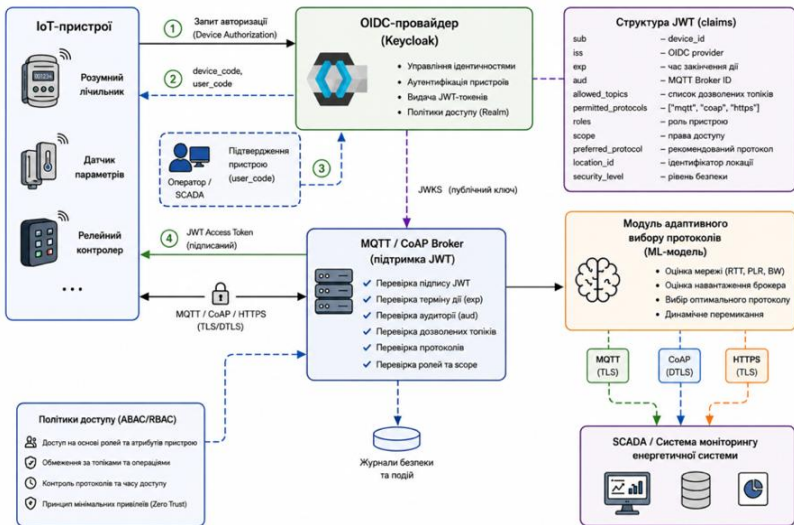 IoT-пристрої
Розумний
лічильник
Датчик
параметрів
Релейний
контролер
...
1
Запит авторизації
(Device Authorization)
2
device_code,
user_code
Оператор /
SCADA
Підтвердження
пристрою
(user_code)
3
4
JWT Access Token
(підписаний)
MQTT / CoAP / HTTPS
(TLS/DTLS)
OIDC-провайдер
(Keycloak)
• Управління ідентичностями
• Аутентифікація пристроїв
• Видача JWT-токенів
• Політики доступу (Realm)
JWKS (публічний ключ)
Структура JWT (claims)
sub – device_id
iss – OIDC provider
exp – час закінчення дії
aud – MQTT Broker ID
allowed_topics – список дозволених топіків
permitted_protocols – ["mqtt", "coap", "https"]
roles – роль пристрою
scope – права доступу
preferred_protocol – рекомендований протокол
location_id – ідентифікатор локації
security_level – рівень безпеки
MQTT / CoAP Broker
(підтримка JWT)
✓ Перевірка підпису JWT
✓ Перевірка терміну дії (exp)
✓ Перевірка аудиторії (aud)
✓ Перевірка дозволених топіків
✓ Перевірка протоколів
✓ Перевірка ролей та scope
Журнали безпеки
та подій
Модуль адаптивного
вибору протоколів
(ML-модель)
• Оцінка мережі (RTT, PLR, BW)
• Оцінка навантаження брокера
• Вибір оптимального протоколу
• Динамічне перемикання
MQTT
(TLS)
CoAP
(DTLS)
HTTPS
(TLS)
SCADA / Система моніторингу
енергетичної системи
Політики доступу (ABAC/RBAC)
Доступ на основі ролей та атрибутів пристрою
Обмеження за топіками та операціями
Контроль протоколів та часу доступу
Принцип мінімальних привілеїв (Zero Trust)